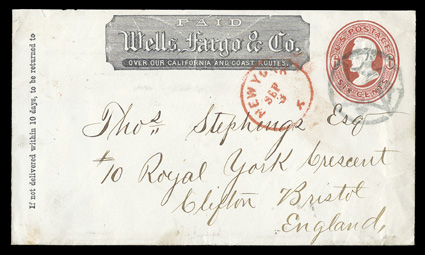 PAID
Wells, Fargo & Co.
OVER OUR CALIFORNIA AND COAST ROUTES.
U.S. POSTAGE
SIX CENTS
NEW YORK
SEP
If not delivered within 10 days, to be returned to
Thos Stephens Esq
#10 Royal York Crescent
Clifton Bristol
England,